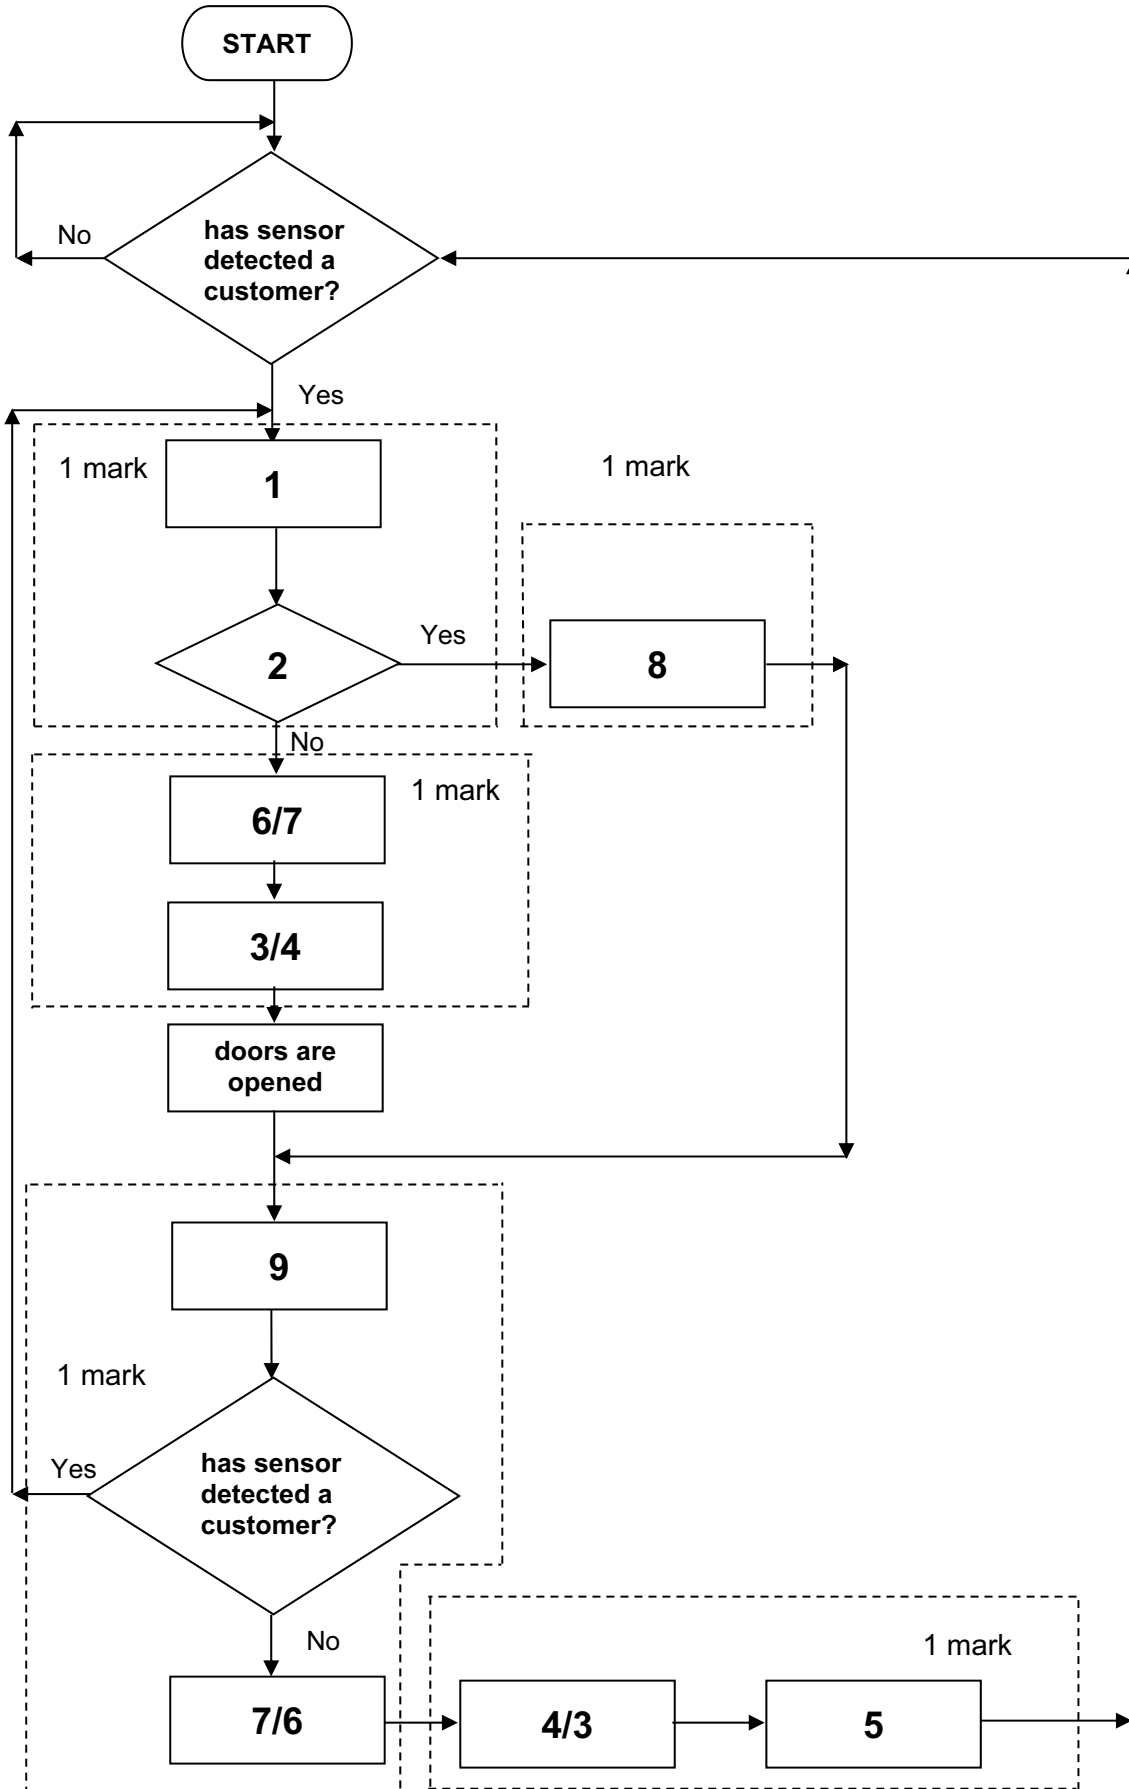 START
No
has sensor
detected a
customer?
Yes
1 mark
1
1 mark
2
Yes
8
No
1 mark
6/7
3/4
doors are
opened
9
1 mark
Yes
has sensor
detected a
customer?
No
1 mark
7/6
4/3
5